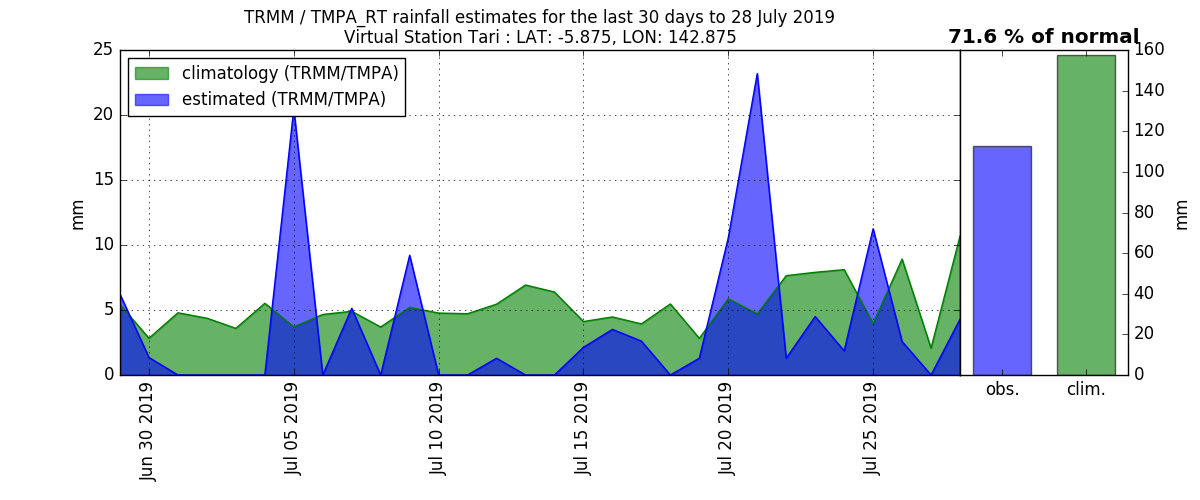 TRMM / TMPA_RT rainfall estimates for the last 30 days to 28 July 2019
Virtual Station Tari : LAT: -5.875, LON: 142.875
71.6 % of normal
climatology (TRMM/TMPA)
estimated (TRMM/TMPA)
25
20
15
10
5
0
mm
Jun 30 2019
Jul 05 2019
Jul 10 2019
Jul 15 2019
Jul 20 2019
Jul 25 2019
obs.
clim.
160
140
120
100
80
60
40
20
0
mm